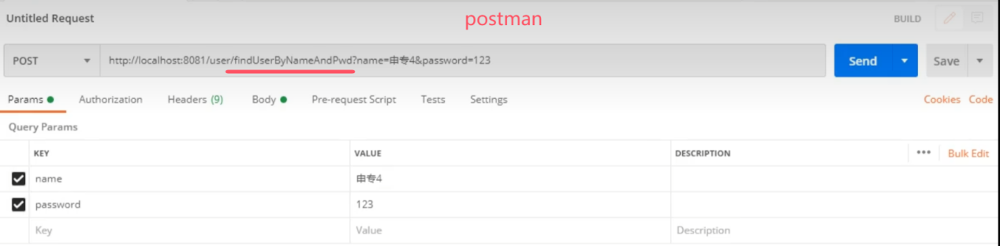 Untitled Request
postman
BUILD
POST http://localhost:8081/user/findUserByNameAndPwd?name=申专4&password=123 Send Save
Params Authorization Headers (9) Body Pre-request Script Tests Settings Cookies Code
Query Params
KEY VALUE DESCRIPTION ••• Bulk Edit
name 申专4
password 123
Key Value Description